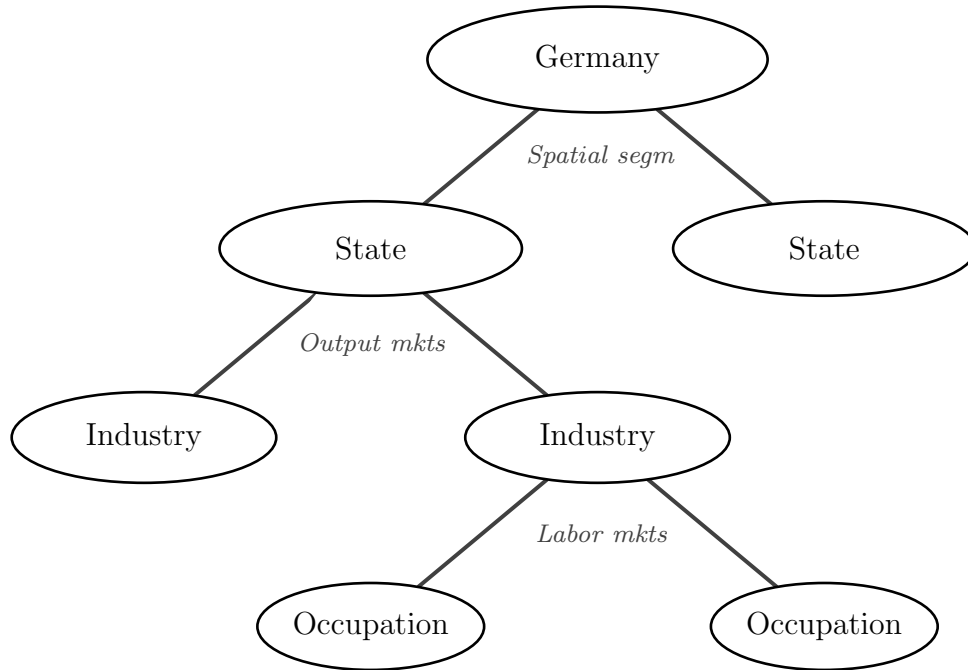 Germany
Spatial segm
State
State
Output mkts
Industry
Industry
Labor mkts
Occupation
Occupation